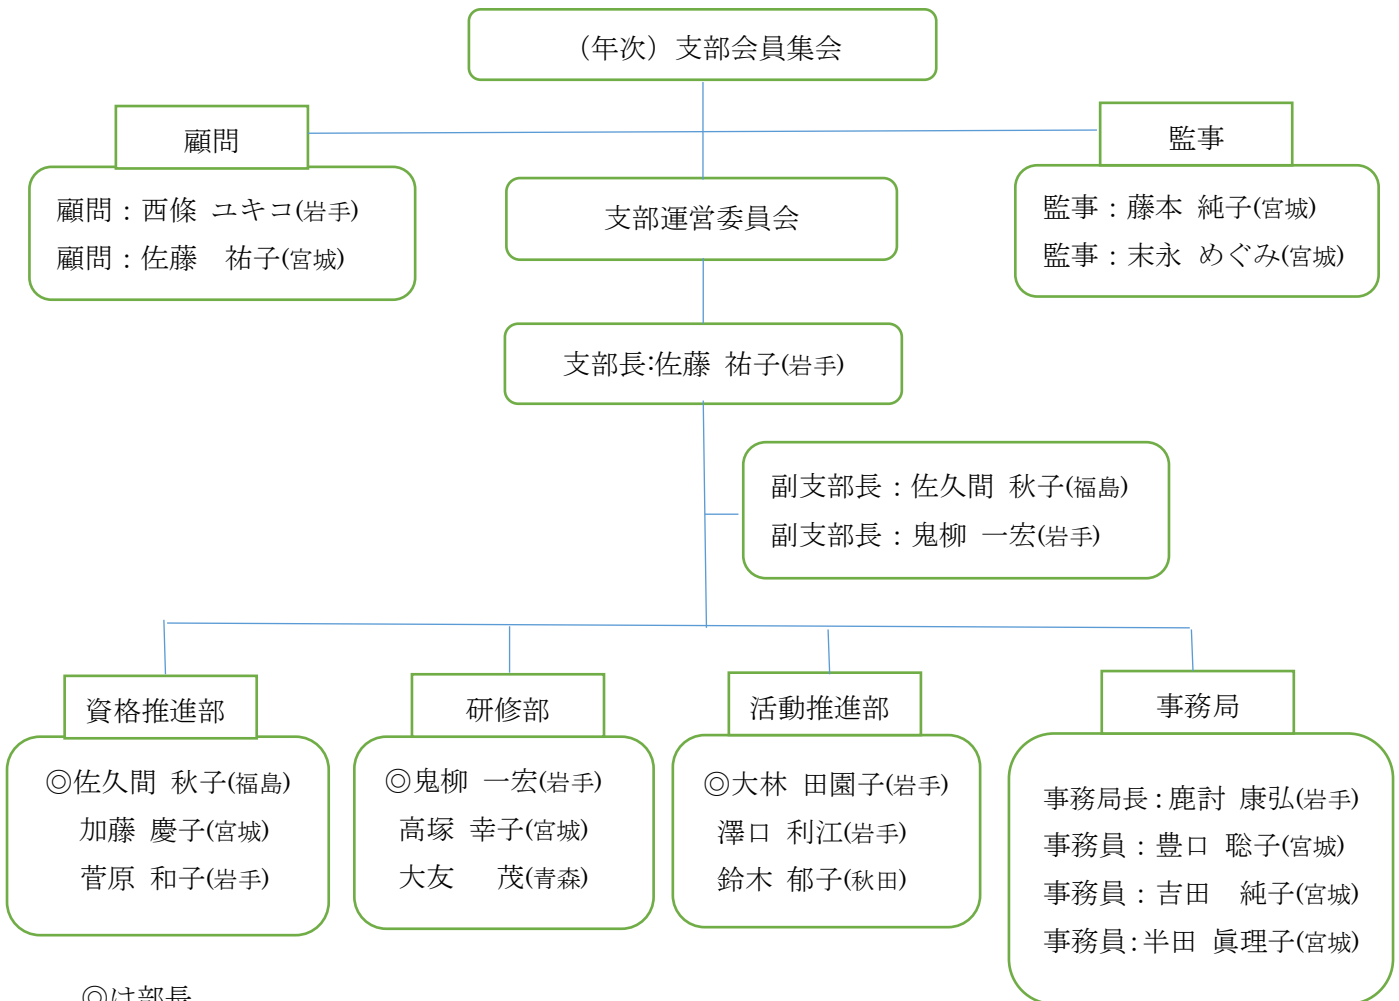 （年次）支部会員集会
顧問
顧問：西條 ユキコ(岩手)
顧問：佐藤　祐子(宮城)
監事
監事：藤本 純子(宮城)
監事：末永 めぐみ(宮城)
支部運営委員会
支部長:佐藤 祐子(岩手)
副支部長：佐久間 秋子(福島)
副支部長：鬼柳 一宏(岩手)
資格推進部
◎佐久間 秋子(福島)
加藤 慶子(宮城)
菅原 和子(岩手)
研修部
◎鬼柳 一宏(岩手)
高塚 幸子(宮城)
大友　茂(青森)
活動推進部
◎大林 田園子(岩手)
澤口 利江(岩手)
鈴木 郁子(秋田)
事務局
事務局長：鹿討 康弘(岩手)
事務員：豊口 聡子(宮城)
事務員：吉田　純子(宮城)
事務員：半田 眞理子(宮城)
◎は部長